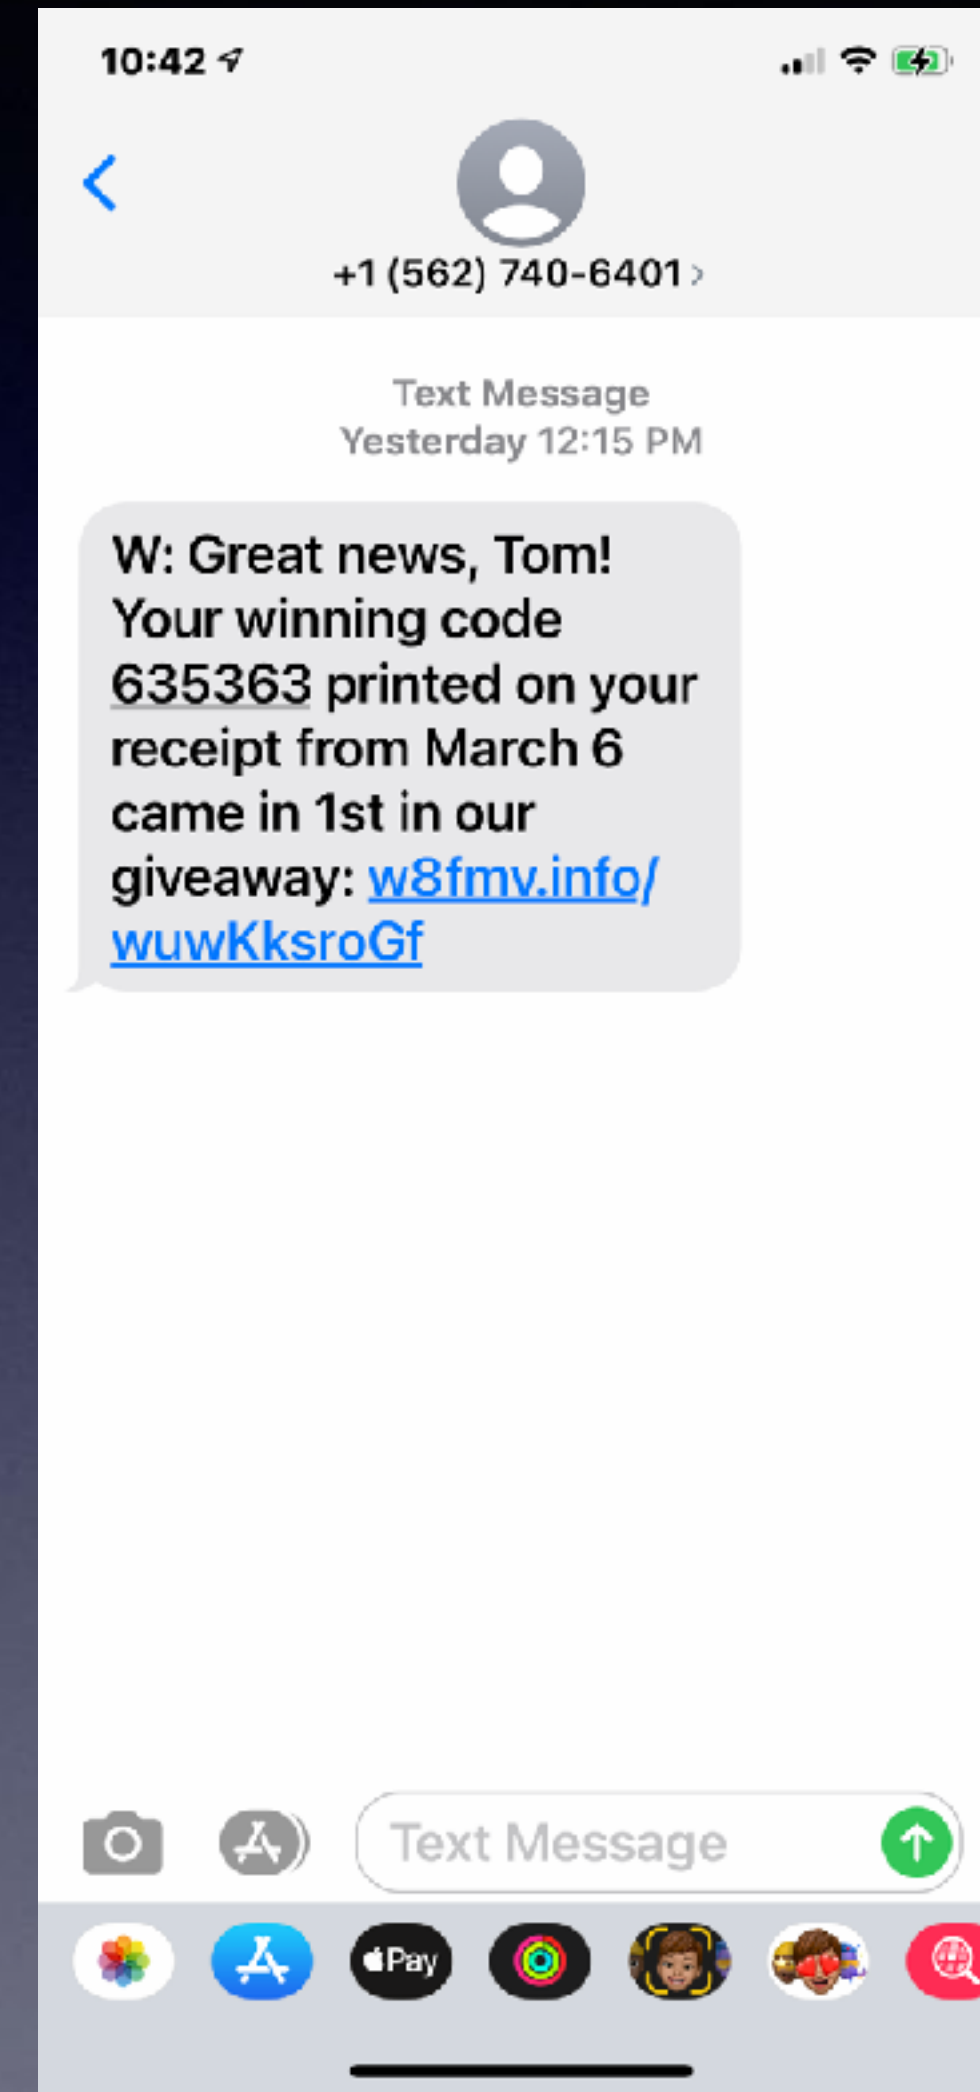 10:42
+1 (562) 740-6401
Text Message
Yesterday 12:15 PM
W: Great news, Tom!
Your winning code
635363 printed on your
receipt from March 6
came in 1st in our
giveaway: w8fmv.info/
wuwKksroGf
Text Message
Pay